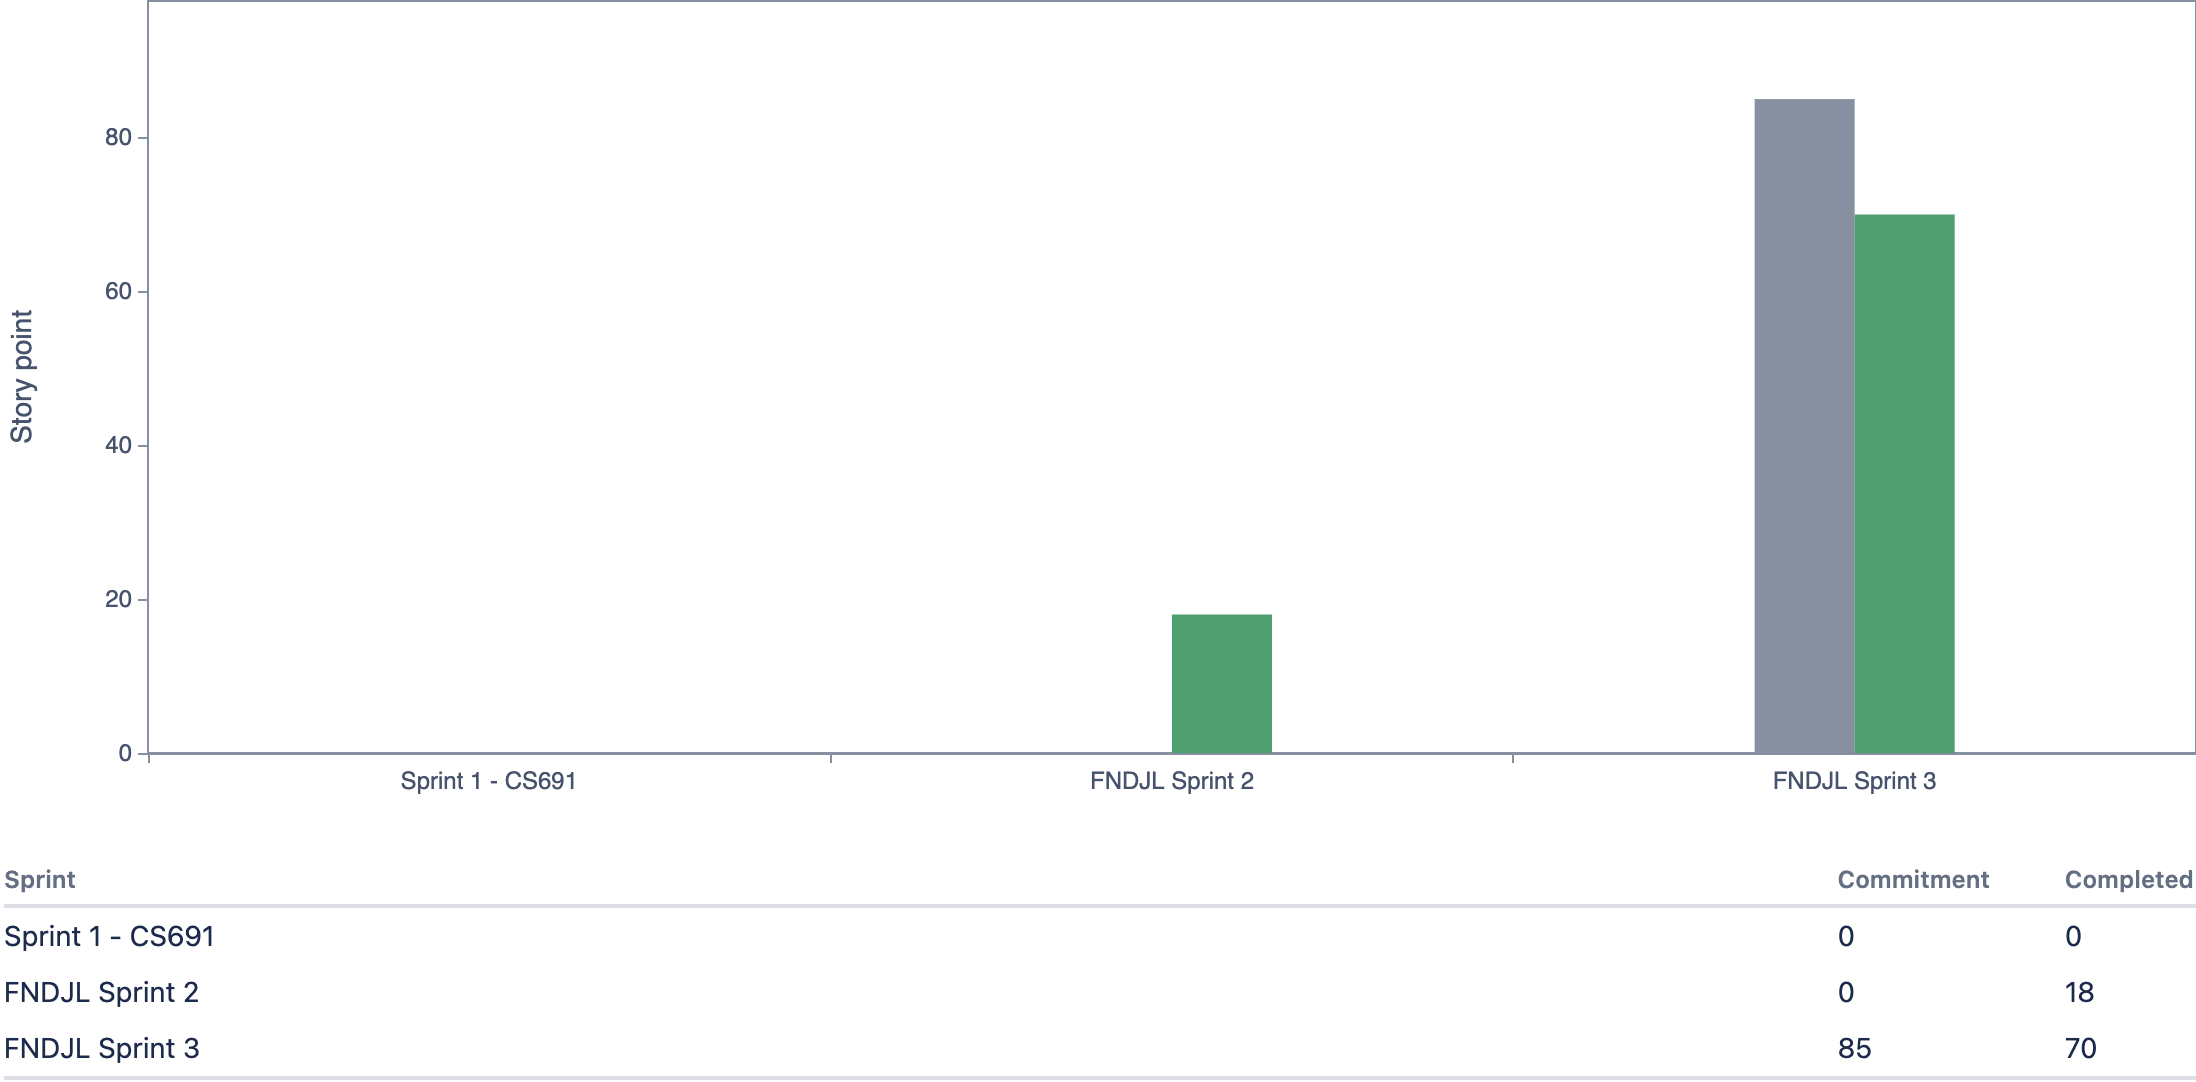 80
60
40
20
0
Story point
Sprint 1 - CS691
FNDJL Sprint 2
FNDJL Sprint 3
Sprint Commitment Completed
Sprint 1 - CS691 0 0
FNDJL Sprint 2 0 18
FNDJL Sprint 3 85 70